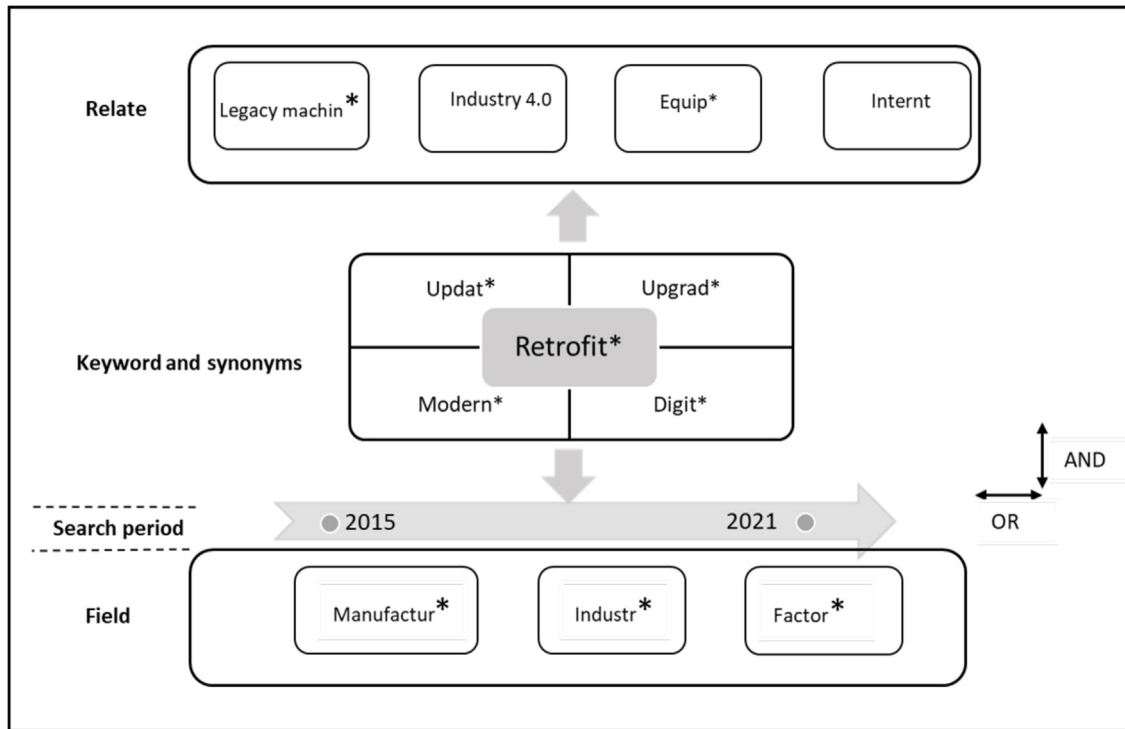 Relate
Legacy machin*
Industry 4.0
Equip*
Internt
Keyword and synonyms
Updat*
Upgrad*
Retrofit*
Modern*
Digit*
AND
OR
Search period
2015
2021
Field
Manufactur*
Industr*
Factor*